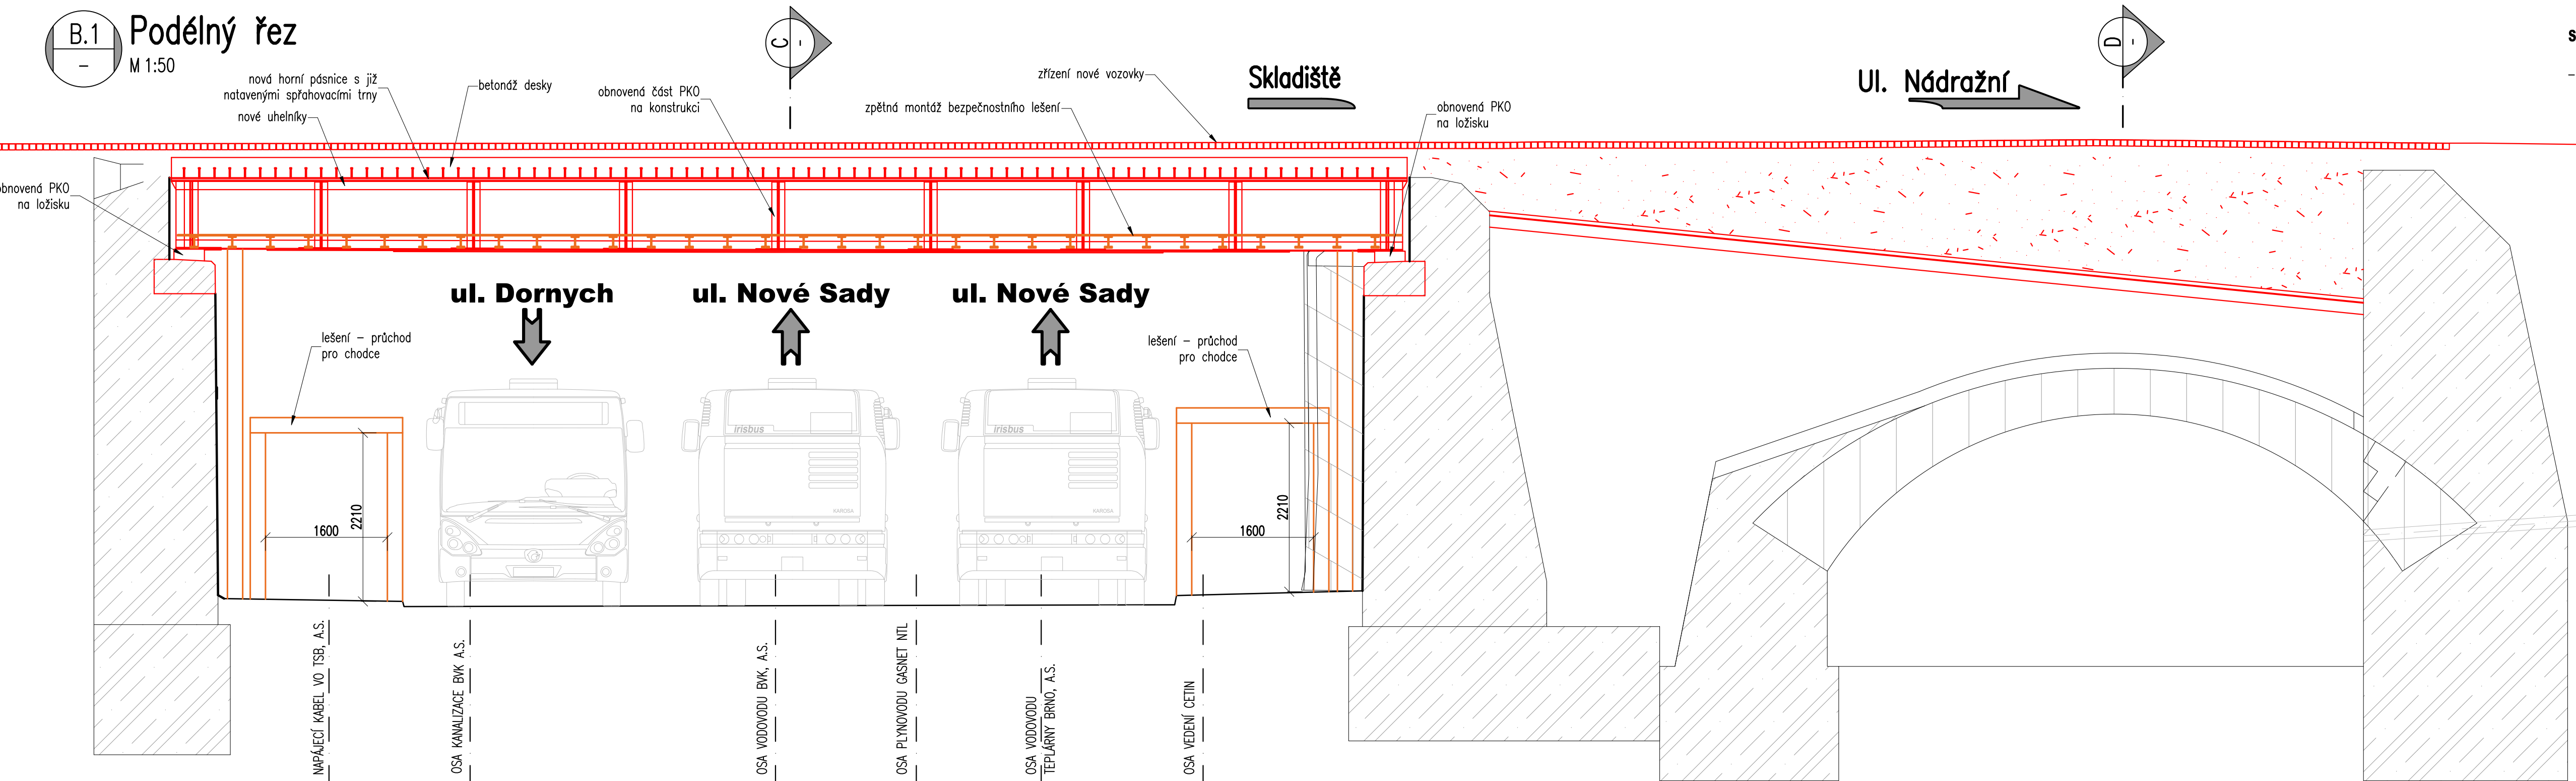 B.1
-
Podélný řez
M 1:50
nová horní pásnice s již
natavenými spřahovacími trny
nové uhelníky
betonáž desky
obnovená část PKO
na konstrukci
C
-
zřízení nové vozovky
zpětná montáž bezpečnostního lešení
Skladiště
obnovená PKO
na ložisku
Ul. Nádražní
D
-
obnovená PKO
na ložisku
ul. Dornych
ul. Nové Sady
ul. Nové Sady
lešení – průchod
pro chodce
lešení – průchod
pro chodce
irisbus
irisbus
KAROSA
KAROSA
1600
2210
1600
2210
NAPÁJECÍ KABEL VO TSB, A.S.
OSA KANALIZACE BVK A.S.
OSA VODOVODU BVK, A.S.
OSA PLYNOVODU GASNET NTL
OSA VODOVODU
TEPLÁRNY BRNO, A.S.
OSA VEDENÍ CETIN